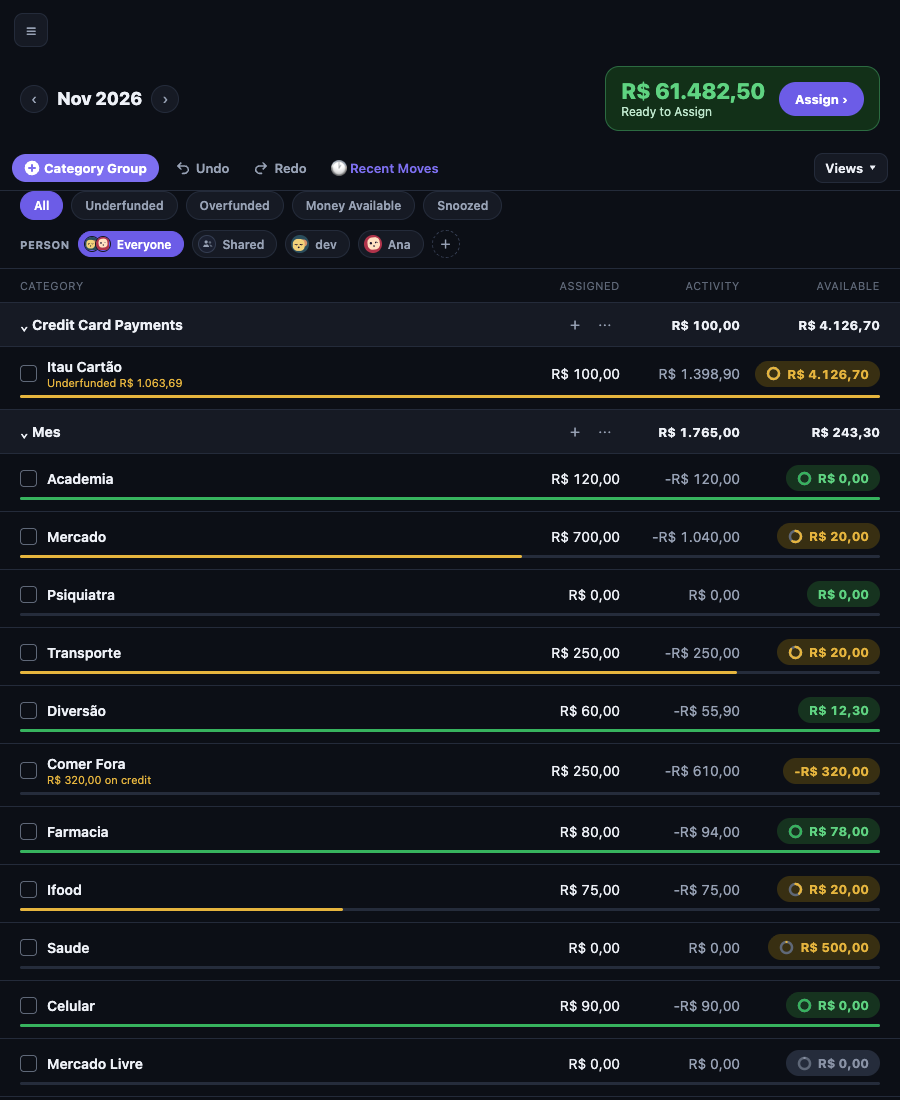 Nov 2026
R$ 61.482,50
Ready to Assign
Assign ›
Category Group
Undo
Redo
Recent Moves
Views
All
Underfunded
Overfunded
Money Available
Snoozed
PERSON
Everyone
Shared
dev
Ana
+
CATEGORY ASSIGNED ACTIVITY AVAILABLE
Credit Card Payments + ... R$ 100,00 R$ 4.126,70
Itau Cartão
Underfunded R$ 1.063,69
R$ 100,00 R$ 1.398,90 R$ 4.126,70
Mes + ... R$ 1.765,00 R$ 243,30
Academia R$ 120,00 -R$ 120,00 R$ 0,00
Mercado R$ 700,00 -R$ 1.040,00 R$ 20,00
Psiquiatra R$ 0,00 R$ 0,00 R$ 0,00
Transporte R$ 250,00 -R$ 250,00 R$ 20,00
Diversão R$ 60,00 -R$ 55,90 R$ 12,30
Comer Fora
R$ 320,00 on credit
R$ 250,00 -R$ 610,00 -R$ 320,00
Farmacia R$ 80,00 -R$ 94,00 R$ 78,00
Ifood R$ 75,00 -R$ 75,00 R$ 20,00
Saude R$ 0,00 R$ 0,00 R$ 500,00
Celular R$ 90,00 -R$ 90,00 R$ 0,00
Mercado Livre R$ 0,00 R$ 0,00 R$ 0,00